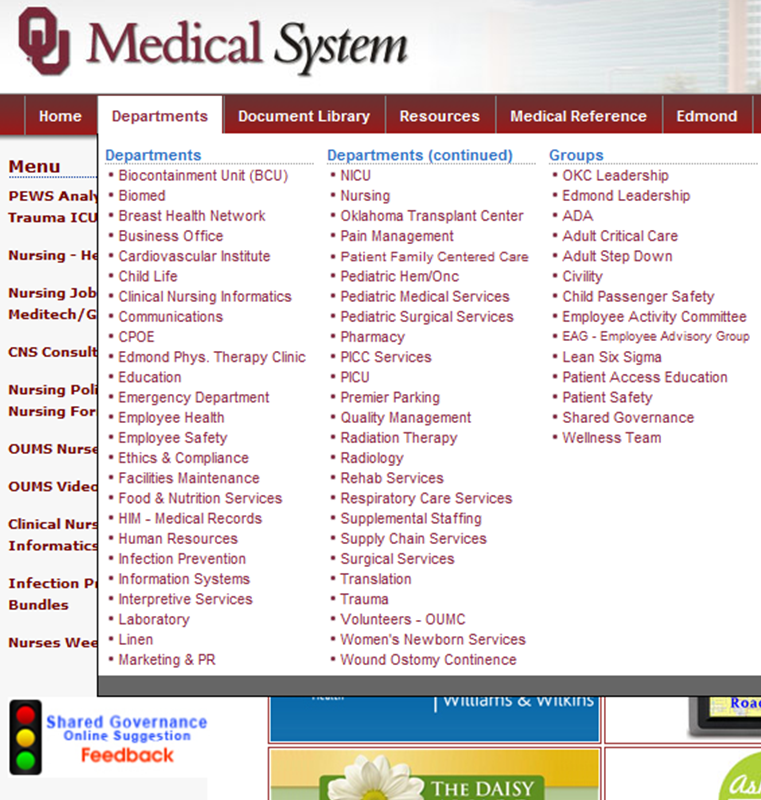 OU Medical System
Home
Departments
Document Library
Resources
Medical Reference
Edmond
Menu
PEWS
Trauma ICU
Nursing -
Nursing Job
Meditech/G
CNS Consult
Nursing Poli
Nursing For
OUMS Nurse
OUMS Video
Clinical Nurs
Informatics
Infection
Bundles
Nurses Wee
Departments
• Biocontainment Unit (BCU)
• Biomed
• Breast Health Network
• Business Office
• Cardiovascular Institute
• Child Life
• Clinical Nursing Informatics
• Communications
• CPOE
• Edmond Phys. Therapy Clinic
• Education
• Emergency Department
• Employee Health
• Employee Safety
• Ethics & Compliance
• Facilities Maintenance
• Food & Nutrition Services
• HIM - Medical Records
• Human Resources
• Infection Prevention
• Information Systems
• Interpretive Services
• Laboratory
• Linen
• Marketing & PR
Departments (continued)
• NICU
• Nursing
• Oklahoma Transplant Center
• Pain Management
• Patient Family Centered Care
• Pediatric Hem/Onc
• Pediatric Medical Services
• Pediatric Surgical Services
• Pharmacy
• PICC Services
• PICU
• Premier Parking
• Quality Management
• Radiation Therapy
• Radiology
• Rehab Services
• Respiratory Care Services
• Supplemental Staffing
• Supply Chain Services
• Surgical Services
• Translation
• Trauma
• Volunteers - OUMC
• Women's Newborn Services
• Wound Ostomy Continence
Groups
• OKC Leadership
• Edmond Leadership
• ADA
• Adult Critical Care
• Adult Step Down
• Civility
• Child Passenger Safety
• Employee Activity Committee
• EAG - Employee Advisory Group
• Lean Six Sigma
• Patient Access Education
• Patient Safety
• Shared Governance
• Wellness Team
Shared Governance
Online Suggestion
Feedback
Health
Williams & Wilkins
Road
THE DAISY
As